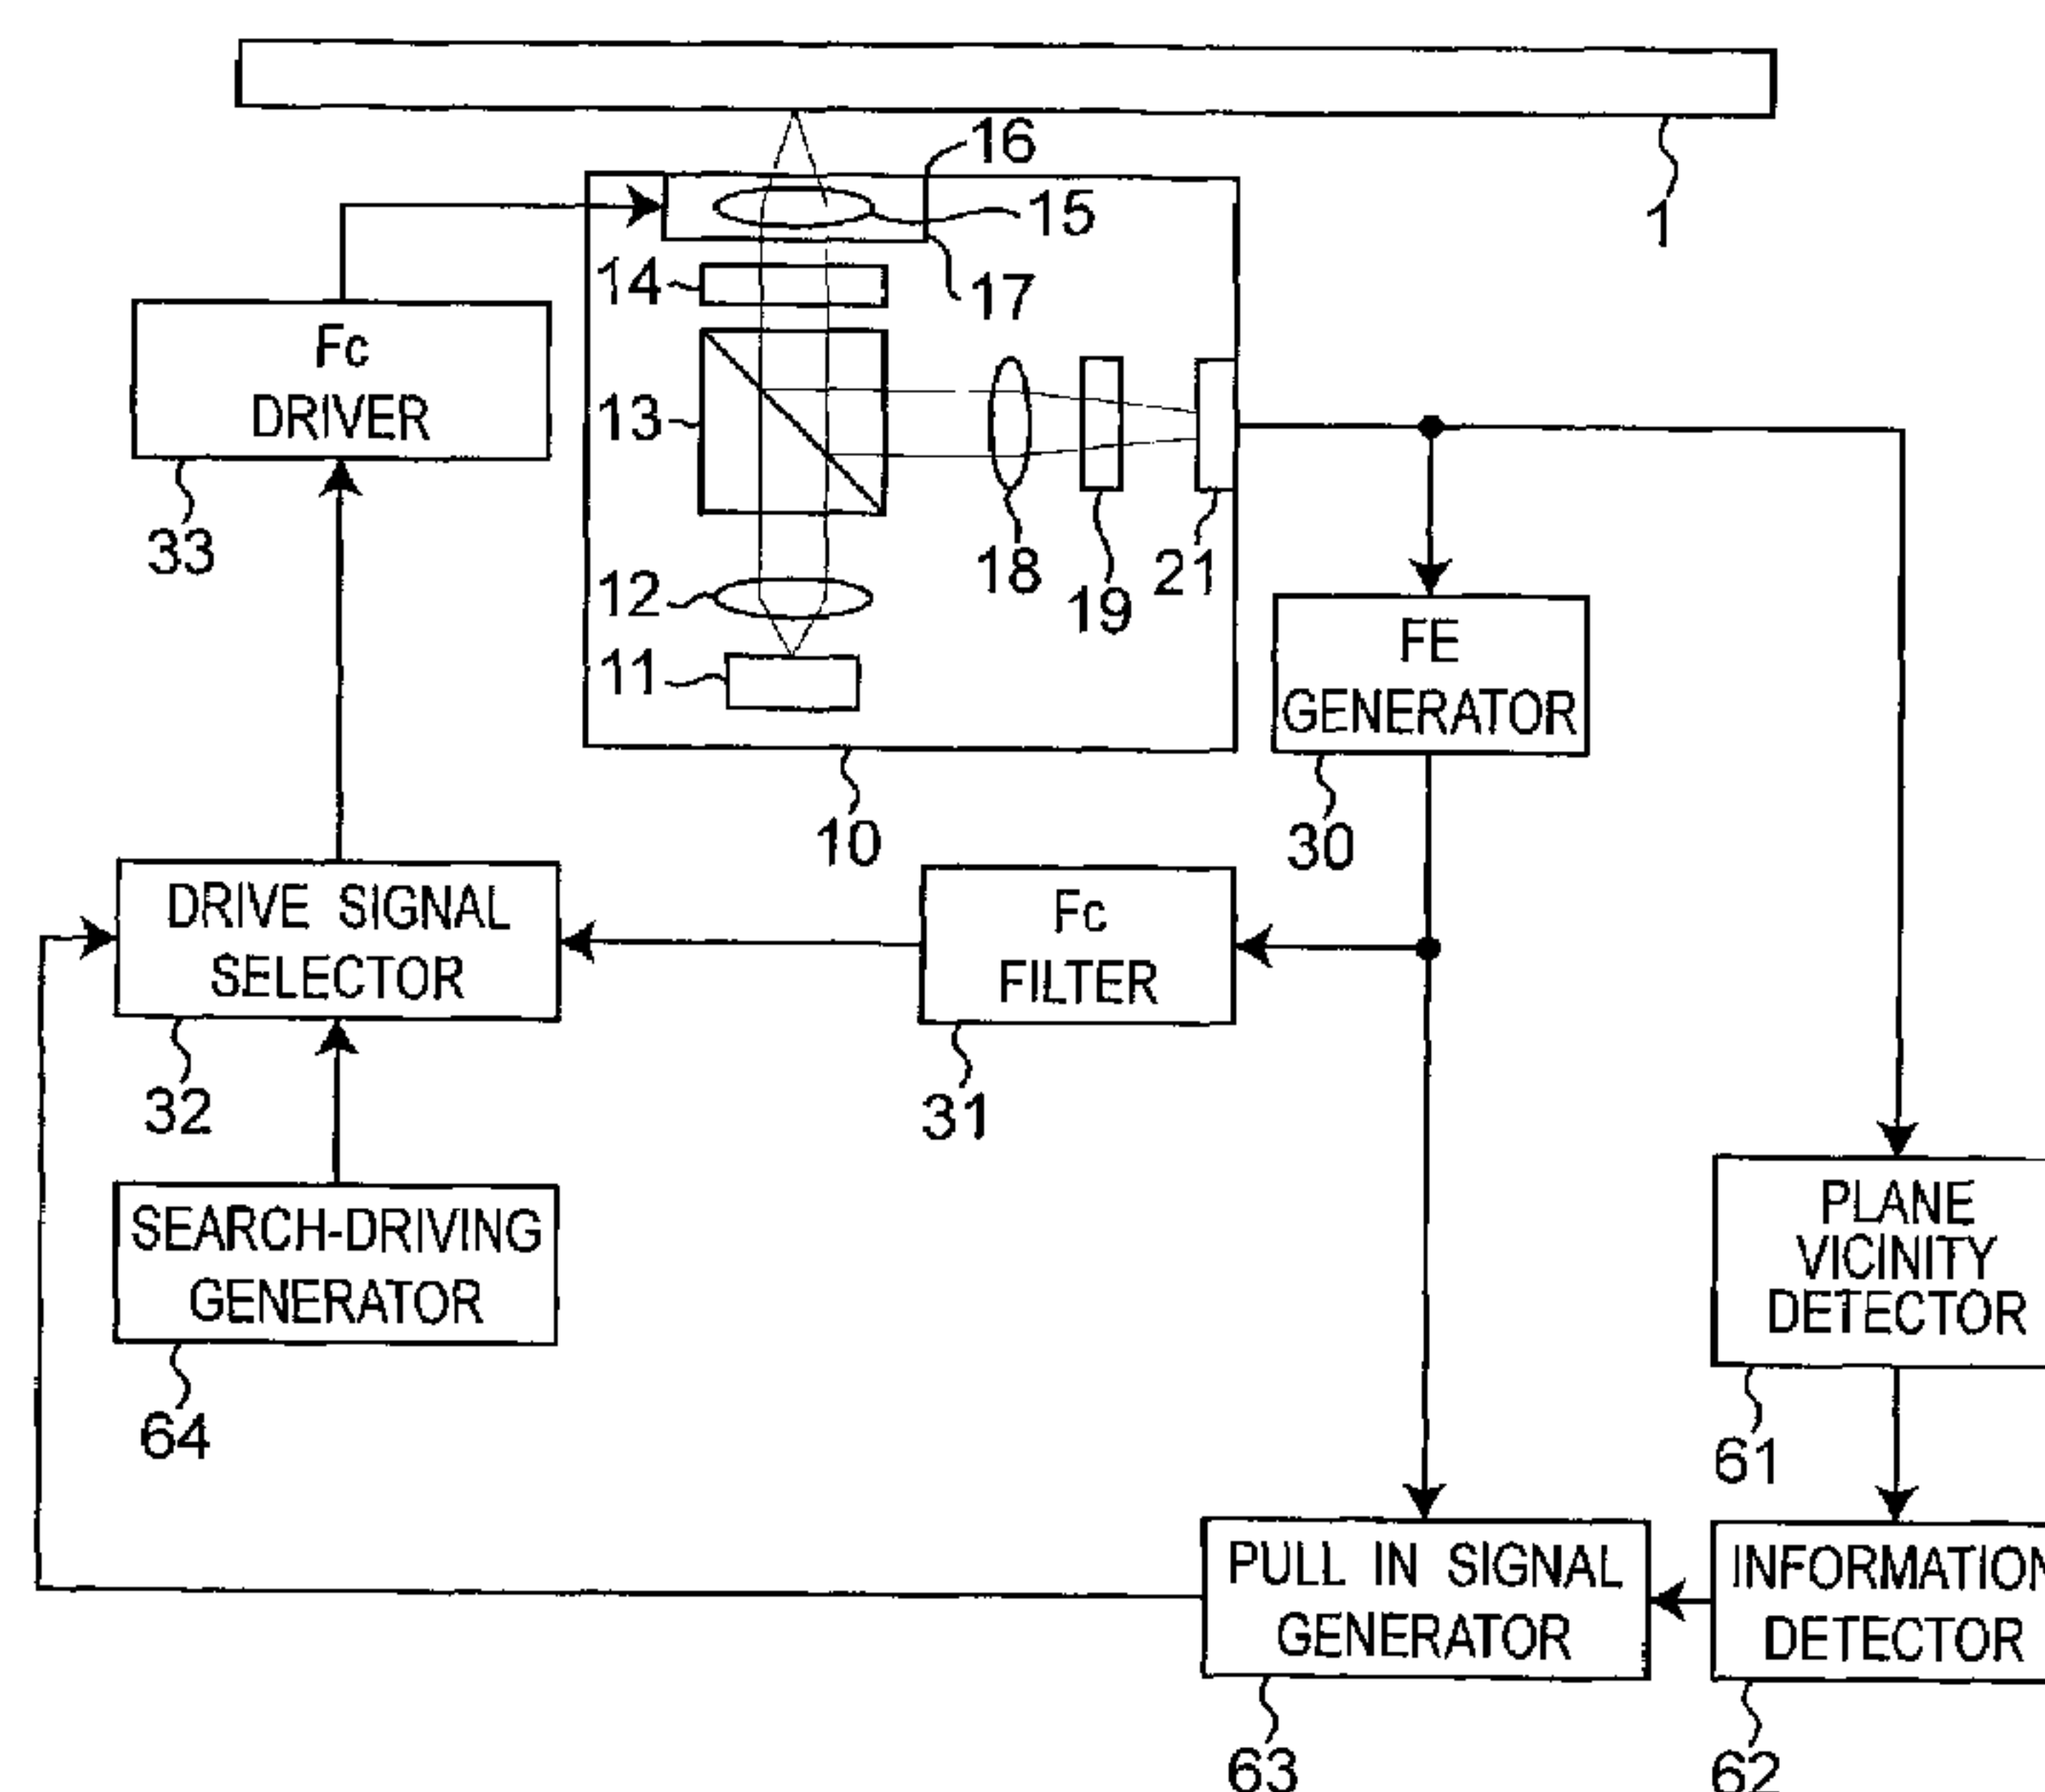 16
15
1
14
17
Fc
DRIVER
13
33
18
21
12
19
FE
GENERATOR
11
10
30
DRIVE SIGNAL
SELECTOR
Fc
FILTER
32
31
SEARCH-DRIVING
GENERATOR
PLANE
VICINITY
DETECTOR
64
61
PULL IN SIGNAL
GENERATOR
INFORMATION
DETECTOR
63
62